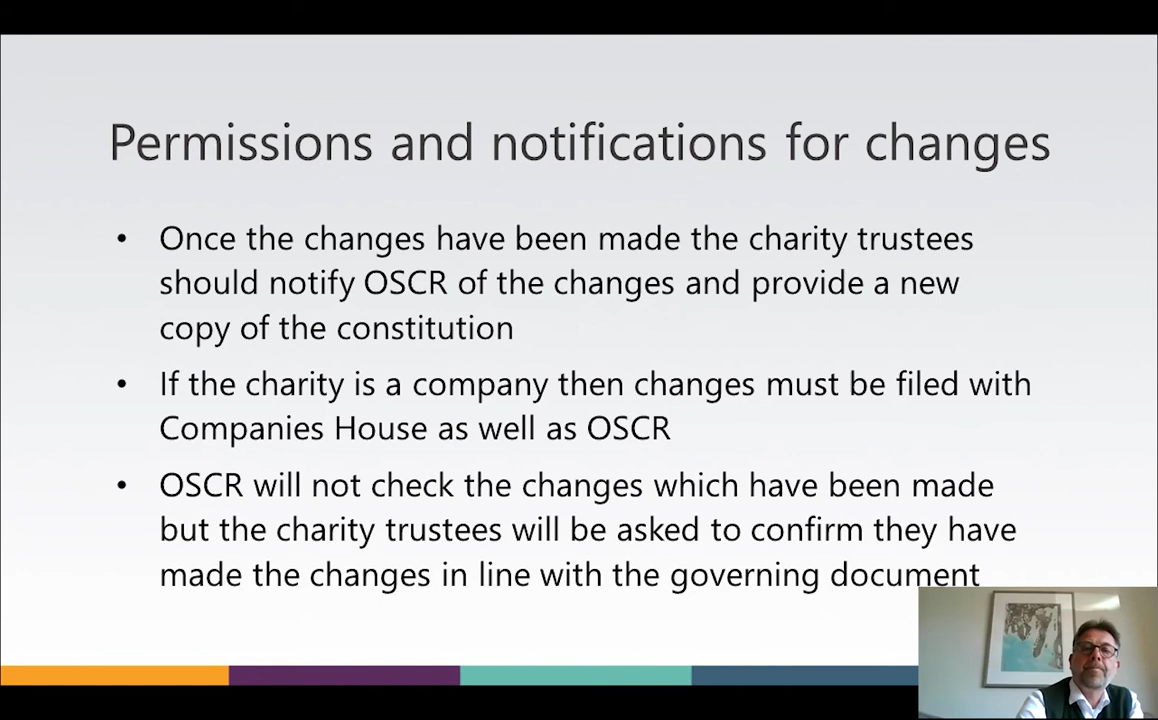 Permissions and notifications for changes
• Once the changes have been made the charity trustees
should notify OSCR of the changes and provide a new
copy of the constitution
• If the charity is a company then changes must be filed with
Companies House as well as OSCR
• OSCR will not check the changes which have been made
but the charity trustees will be asked to confirm they have
made the changes in line with the governing document